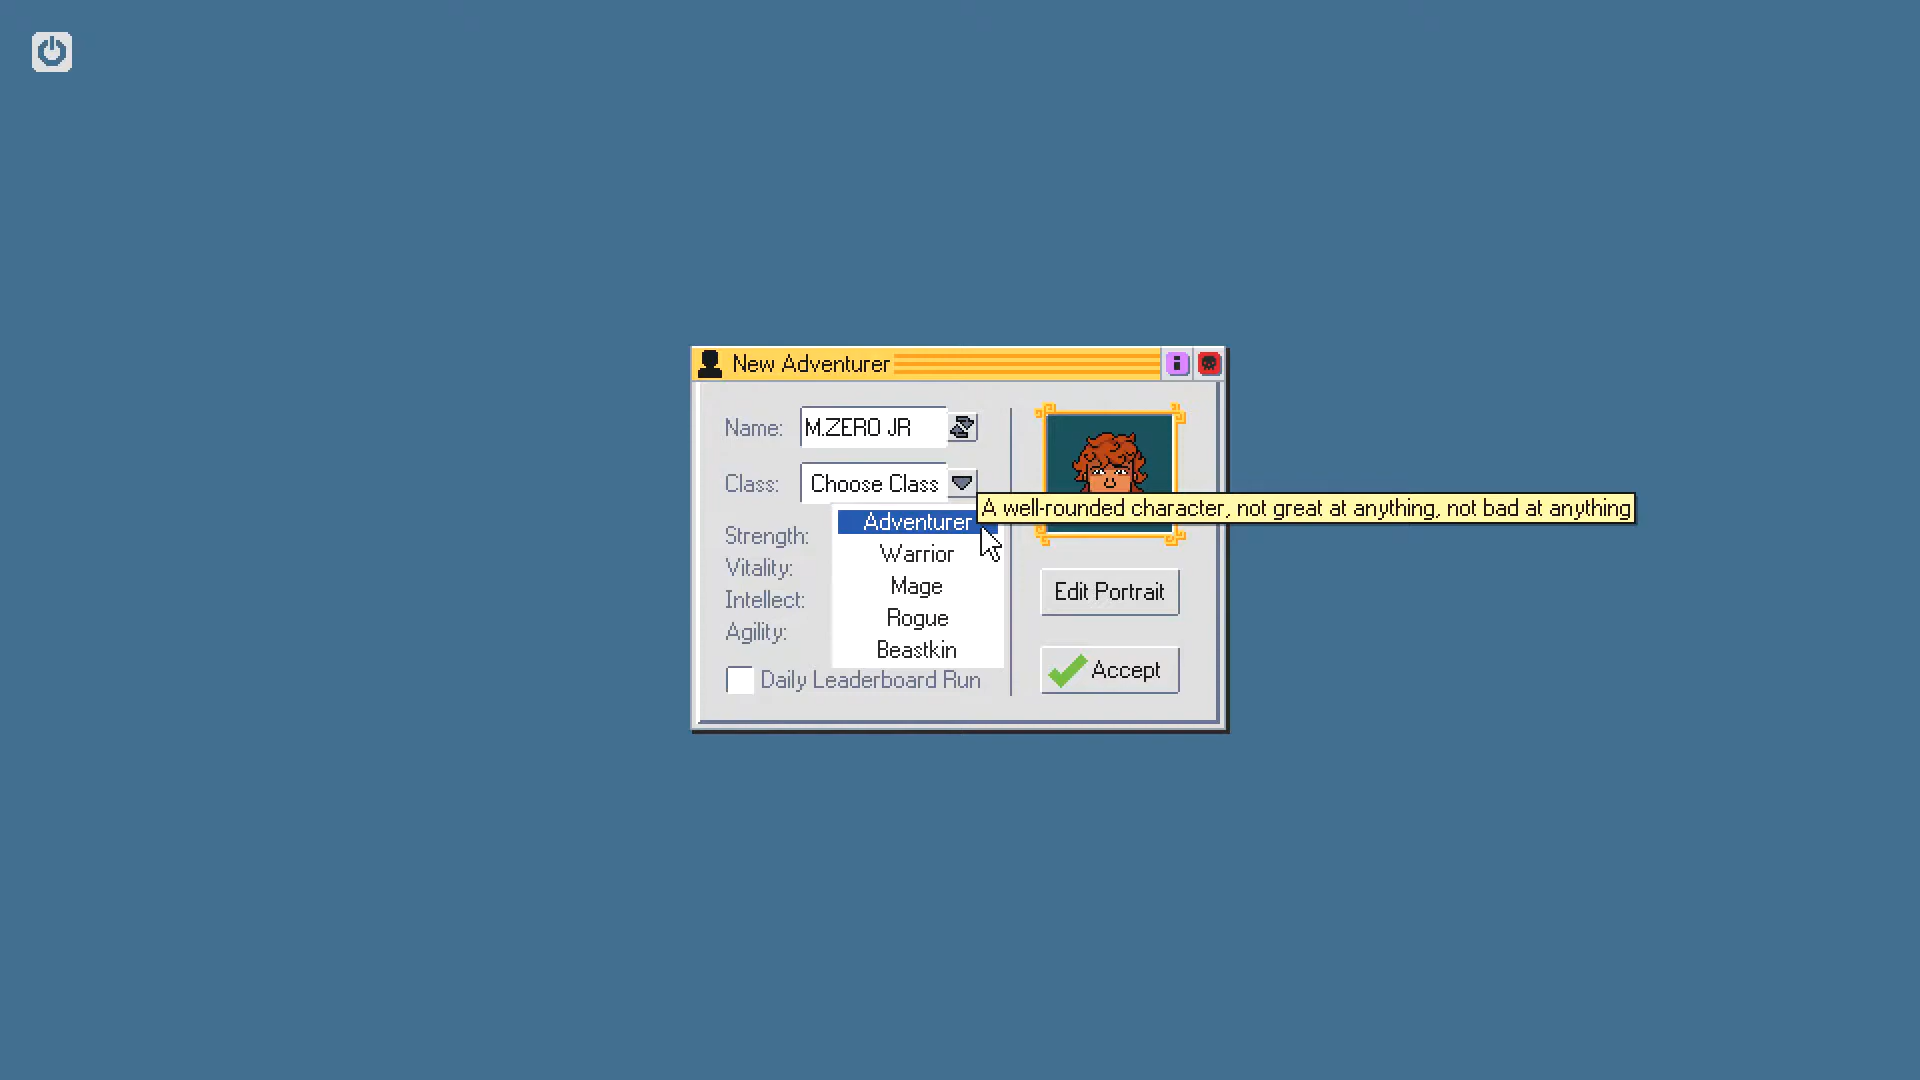 New Adventurer
Name: M.ZERO JR
Class: Choose Class
A well-rounded character, not great at anything, not bad at anything
Adventurer
Strength:
Warrior
Vitality:
Mage
Edit Portrait
Intellect:
Rogue
Agility:
Beastkin
Accept
Daily Leaderboard Run